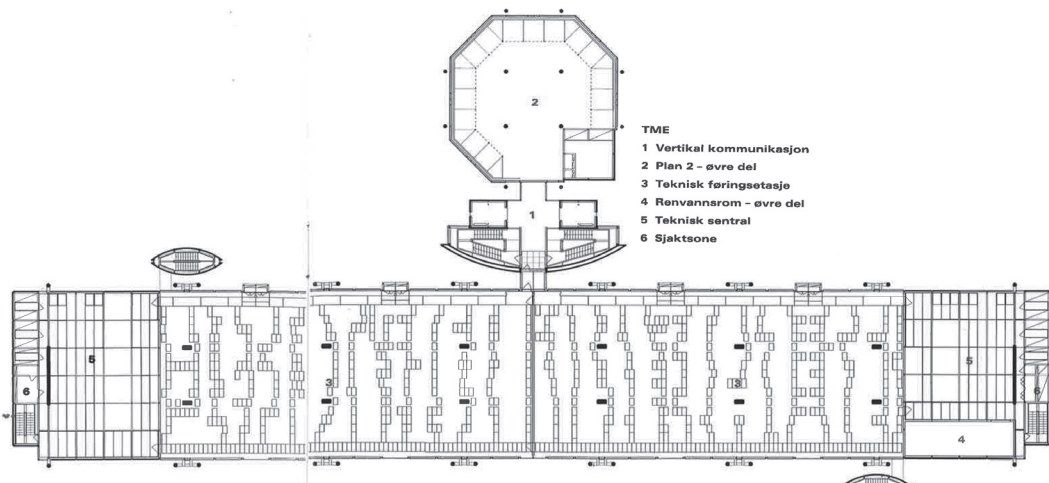 2
TME
1 Vertikal kommunikasjon
2 Plan 2 – øvre del
3 Teknisk føringsetasje
4 Renvannsrom – øvre del
5 Teknisk sentral
6 Sjaktsone
1
5
5
3
3
6
6
4